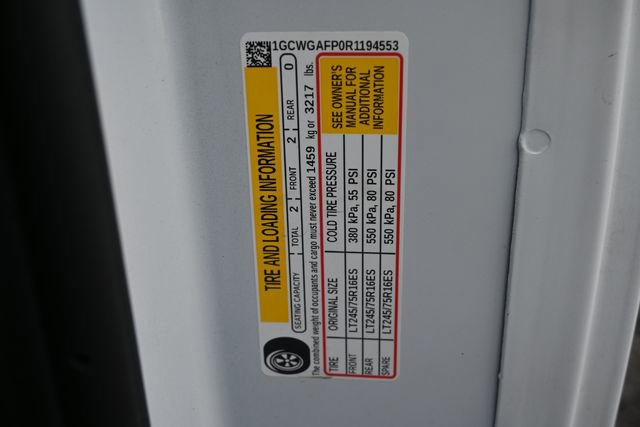 1GCWGAFP0R1194553
TIRE AND LOADING INFORMATION
SEATING CAPACITY TOTAL 2 FRONT 2 REAR 0
The combined weight of occupants and cargo must never exceed 1459 kg or 3217 lbs.
TIRE ORIGINAL SIZE COLD TIRE PRESSURE
FRONT LT245/75R16ES 380 kPa, 55 PSI
REAR LT245/75R16ES 550 kPa, 80 PSI
SPARE LT245/75R16ES 550 kPa, 80 PSI
SEE OWNER'S
MANUAL FOR
ADDITIONAL
INFORMATION